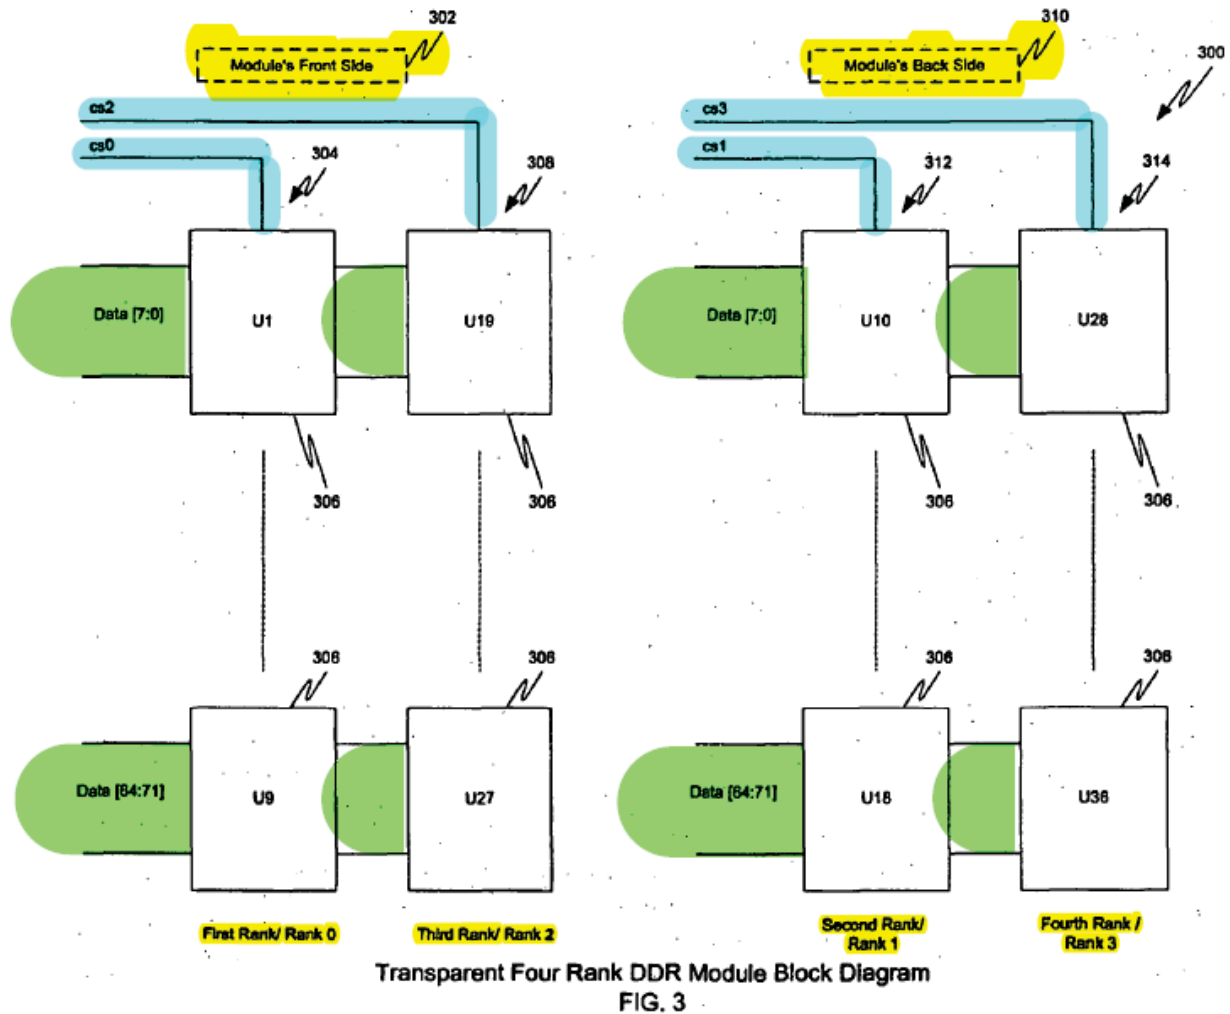 302
Module's Front Side
310
Module's Back Side
300
cs2
cs0
304
308
cs3
cs1
312
314
Data [7:0]
U1
U19
Data [7:0]
U10
U28
306
306
306
306
306
306
306
306
Data [64:71]
U9
U27
Data [64:71]
U18
U36
First Rank/ Rank 0
Third Rank/ Rank 2
Second Rank/
Rank 1
Fourth Rank /
Rank 3
Transparent Four Rank DDR Module Block Diagram
FIG. 3